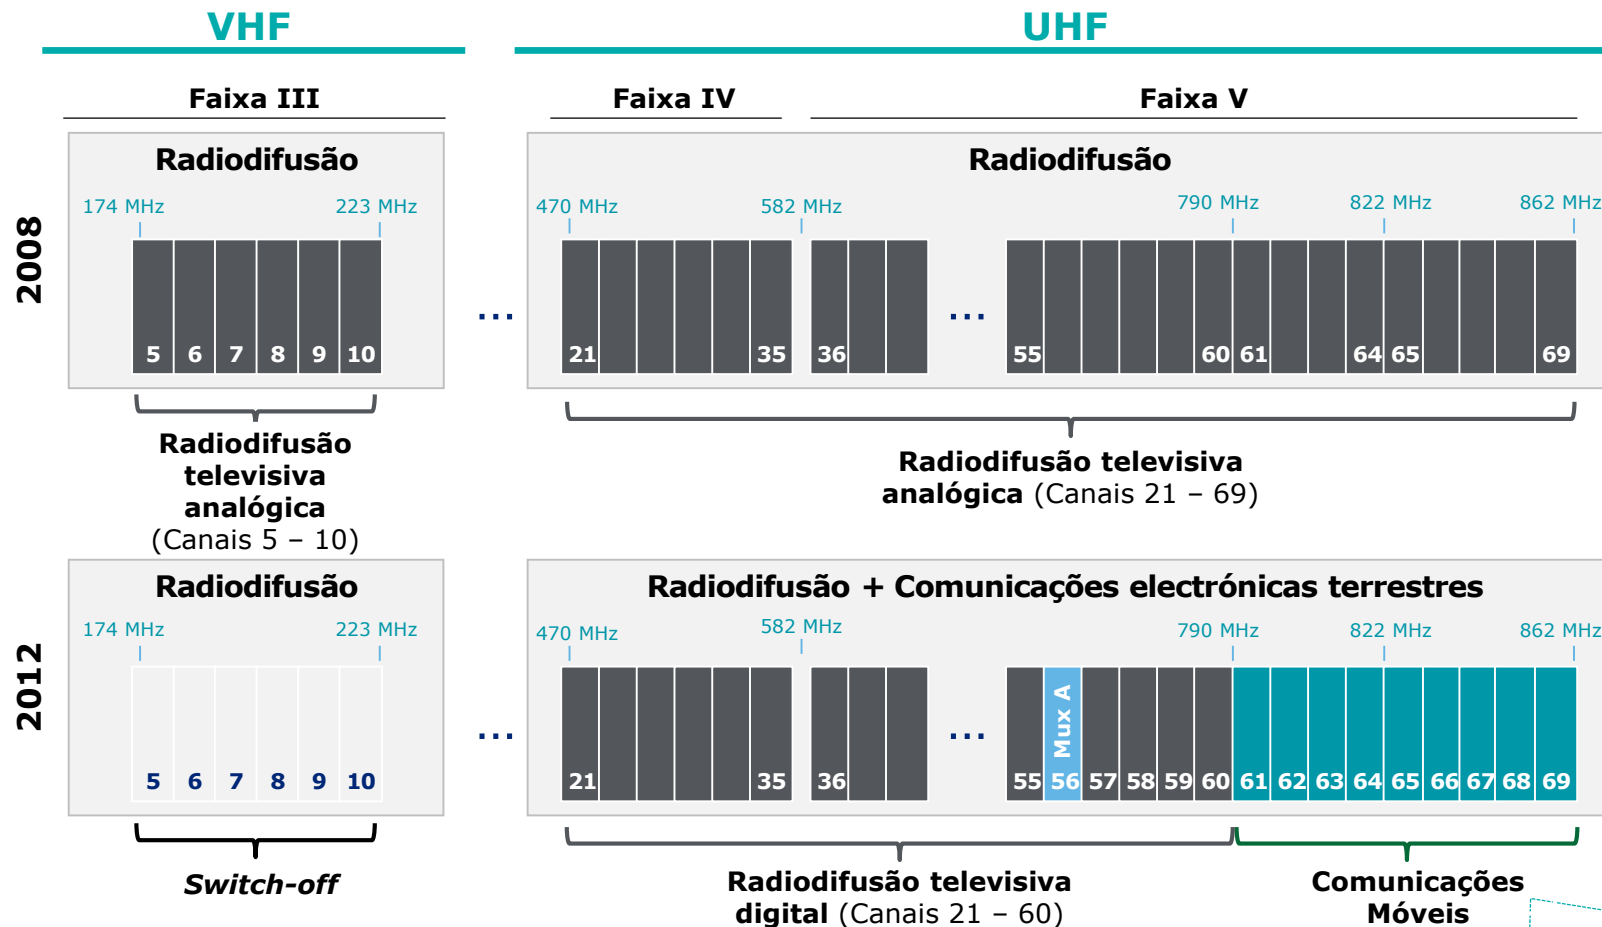 VHF
UHF
Faixa III
Faixa IV
Faixa V
2008
Radiodifusão
174 MHz
223 MHz
5 6 7 8 9 10
Radiodifusão televisiva
analógica
(Canais 5 – 10)
...
Radiodifusão
470 MHz
582 MHz
790 MHz
822 MHz
862 MHz
21 35 36 ... 55 60 61 64 65 69
Radiodifusão televisiva
analógica (Canais 21 – 69)
2012
Radiodifusão
174 MHz
223 MHz
5 6 7 8 9 10
Switch-off
...
Radiodifusão + Comunicações electrónicas terrestres
470 MHz
582 MHz
790 MHz
822 MHz
862 MHz
Mux A
21 35 36 ... 55 56 57 58 59 60 61 62 63 64 65 66 67 68 69
Radiodifusão televisiva
digital (Canais 21 – 60)
Comunicações
Móveis